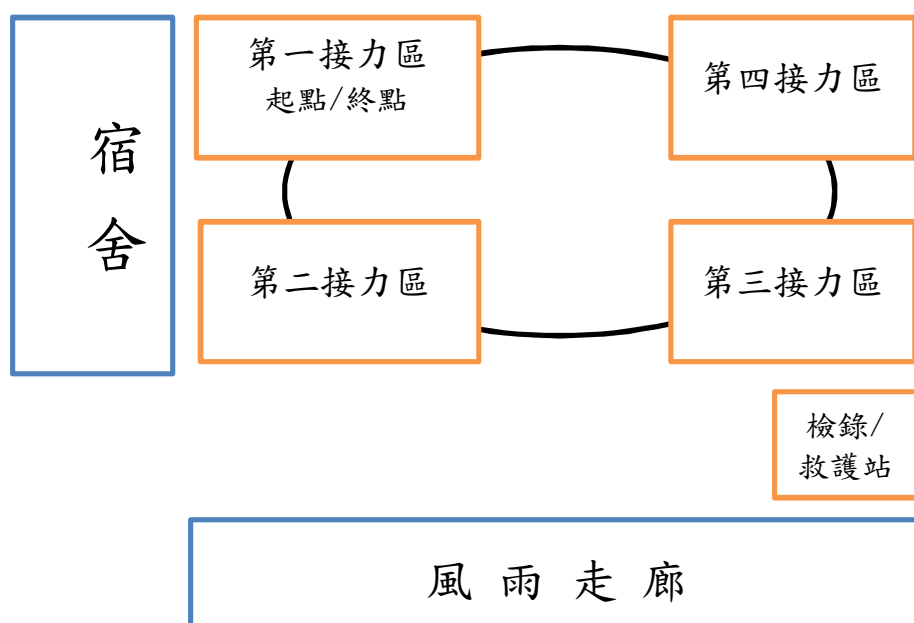 宿
舍
第一接力區
起點/終點
第四接力區
第二接力區
第三接力區
檢錄/
救護站
風雨走廊